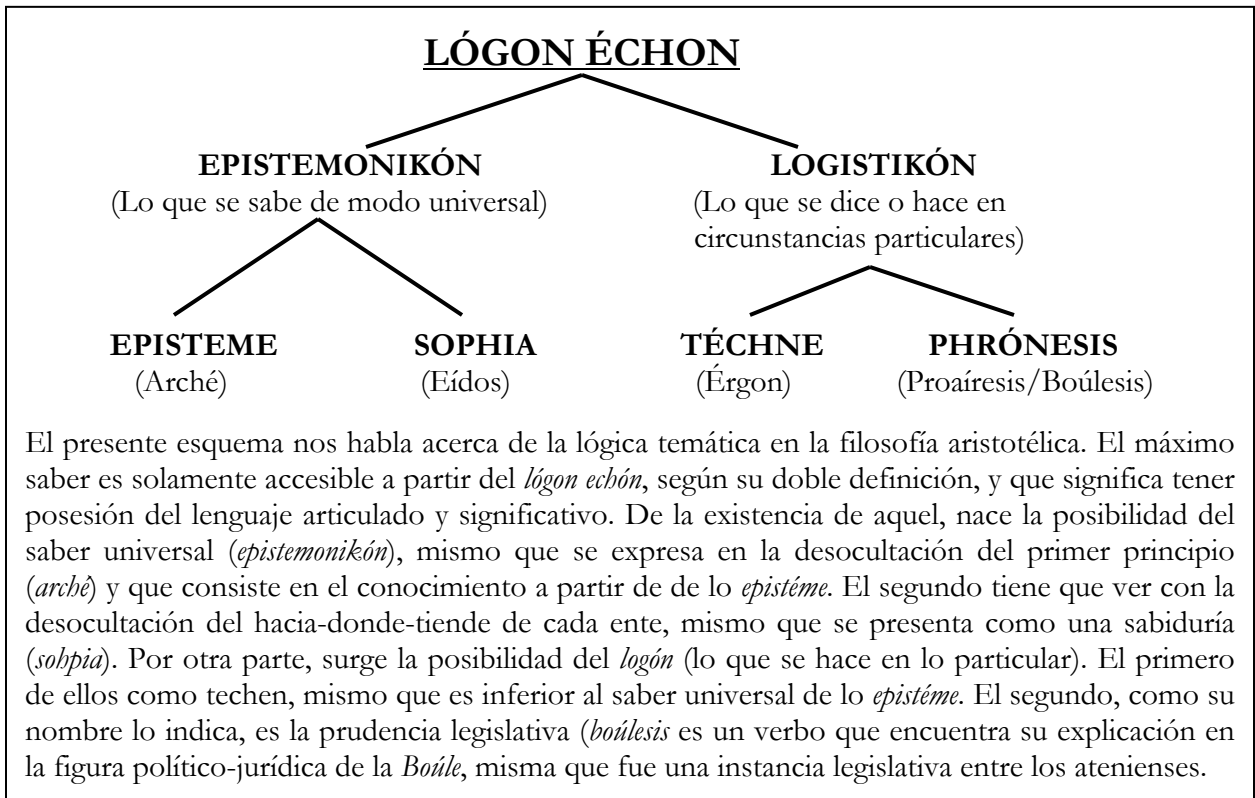 LÓGON ÉCHON
EPISTEMONIKÓN
(Lo que se sabe de modo universal)
LOGISTIKÓN
(Lo que se dice o hace en
circunstancias particulares)
EPISTEME
(Arché)
SOPHIA
(Eídos)
TÉCHNE
(Érgon)
PHRÓNESIS
(Proaíresis/Boúlesis)
El presente esquema nos habla acerca de la lógica temática en la filosofía aristotélica. El máximo
saber es solamente accesible a partir del lógon echón, según su doble definición, y que significa tener
posesión del lenguaje articulado y significativo. De la existencia de aquel, nace la posibilidad del
saber universal (epistemonikón), mismo que se expresa en la desocultación del primer principio
(arché) y que consiste en el conocimiento a partir de de lo epistéme. El segundo tiene que ver con la
desocultación del hacia-donde-tiende de cada ente, mismo que se presenta como una sabiduría
(sohpia). Por otra parte, surge la posibilidad del logón (lo que se hace en lo particular). El primero
de ellos como techen, mismo que es inferior al saber universal de lo epistéme. El segundo, como su
nombre lo indica, es la prudencia legislativa (boúlesis es un verbo que encuentra su explicación en
la figura político-jurídica de la Boúle, misma que fue una instancia legislativa entre los atenienses.